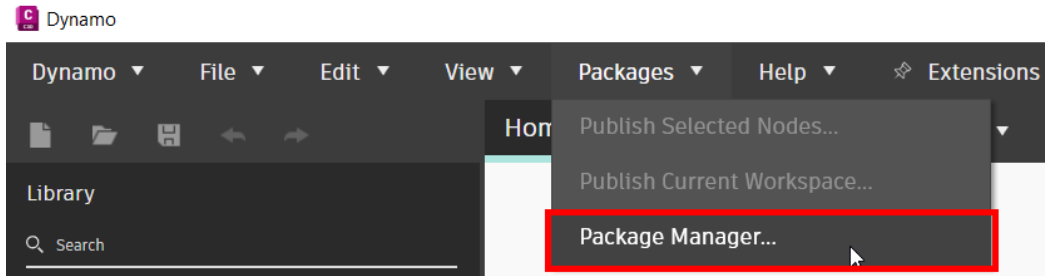 C
C3D
Dynamo
Dynamo File Edit View Packages Help Extensions
Hom
Publish Selected Nodes...
Publish Current Workspace...
Package Manager...
Library
Search